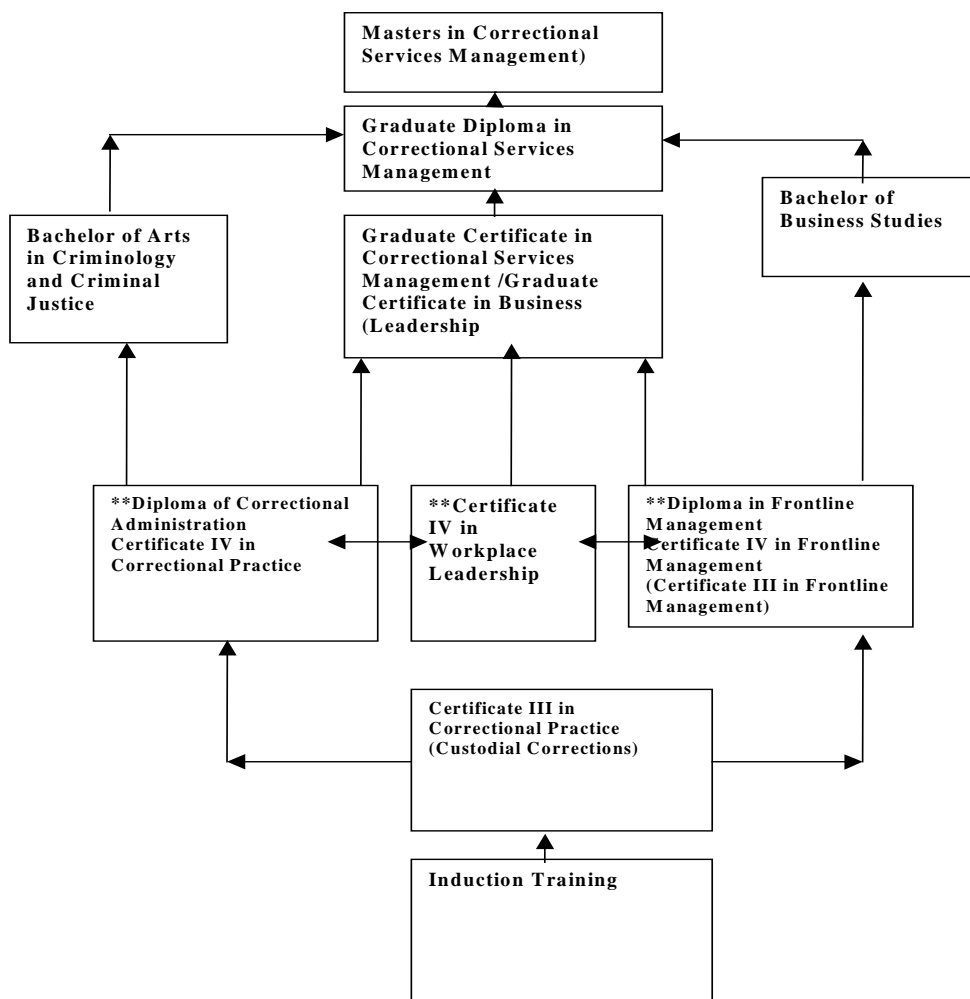 Masters in Correctional
Services Management)
Graduate Diploma in
Correctional Services
Management
Bachelor of
Business Studies
Bachelor of Arts
in Criminology
and Criminal
Justice
Graduate Certificate in
Correctional Services
Management /Graduate
Certificate in Business
(Leadership
**Diploma of Correctional
Administration
Certificate IV in
Correctional Practice
**Certificate
IV in
Workplace
Leadership
**Diploma in Frontline
Management
Certificate IV in Frontline
Management
(Certificate III in Frontline
Management)
Certificate III in
Correctional Practice
(Custodial Corrections)
Induction Training